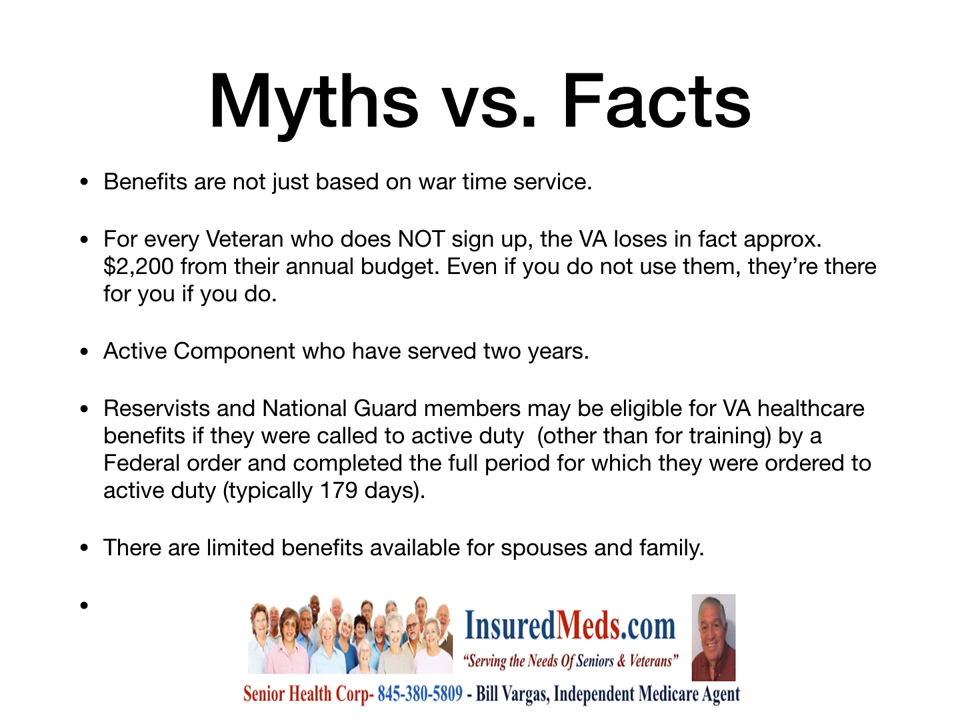 Myths vs. Facts
• Benefits are not just based on war time service.
• For every Veteran who does NOT sign up, the VA loses in fact approx.
$2,200 from their annual budget. Even if you do not use them, they’re there
for you if you do.
• Active Component who have served two years.
• Reservists and National Guard members may be eligible for VA healthcare
benefits if they were called to active duty  (other than for training) by a
Federal order and completed the full period for which they were ordered to
active duty (typically 179 days).
• There are limited benefits available for spouses and family.
•
InsuredMeds.com
“Serving the Needs Of Seniors & Veterans”
Senior Health Corp- 845-380-5809 - Bill Vargas, Independent Medicare Agent